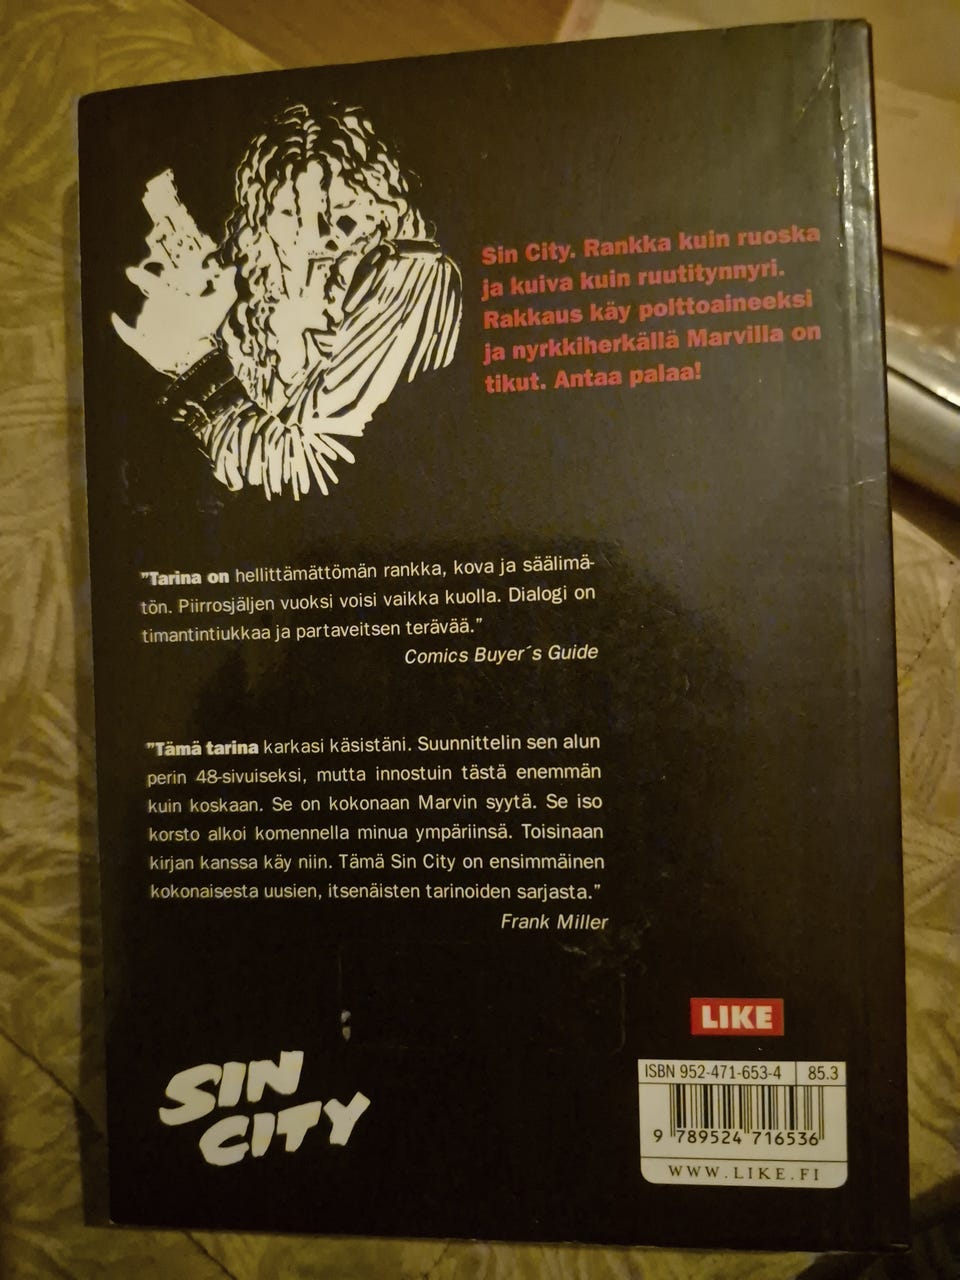 Sin City. Rankka kuin ruoska
ja kuiva kuin ruutitynnyri.
Rakkaus käy polttoaineeksi
ja nyrkkiherkällä Marvilla on
tikut. Antaa palaa!
"Tarina on hellittämättömän rankka, kova ja säälimä-
tön. Piirrosjäljen vuoksi voisi vaikka kuolla. Dialogi on
timantintiukkaa ja partaveitsen terävää."
Comics Buyer´s Guide
"Tämä tarina karkasi käsistäni. Suunnittelin sen alun
perin 48-sivuiseksi, mutta innostuin tästä enemmän
kuin koskaan. Se on kokonaan Marvin syytä. Se iso
korsto alkoi komennella minua ympäriinsä. Toisinaan
kirjan kanssa käy niin. Tämä Sin City on ensimmäinen
kokonaisesta uusien, itsenäisten tarinoiden sarjasta."
Frank Miller
LIKE
SIN
CITY
ISBN 952-471-653-4 85.3
9 789524 716536
WWW.LIKE.FI